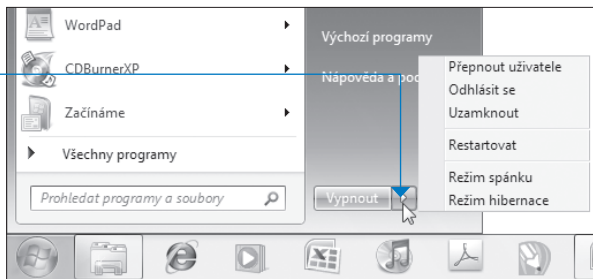 WordPad
CDBurnerXP
Začínáme
Všechny programy
Prohledat programy a soubory
Výchozí programy
Nápověda a pod
Vypnout
Přepnout uživatele
Odhlásit se
Uzamknout
Restartovat
Režim spánku
Režim hibernace